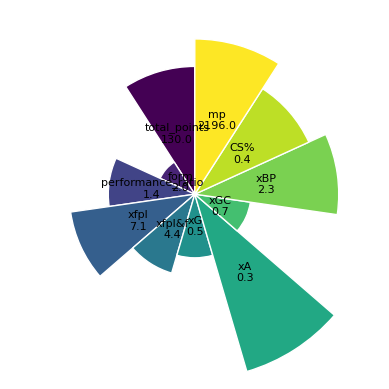 mp
2196.0
CS%
0.4
xBP
2.3
xGC
0.7
xA
0.3
xG
0.5
4.4
xfpl
7.1
performance_ratio
1.4
form
total_points
130.0